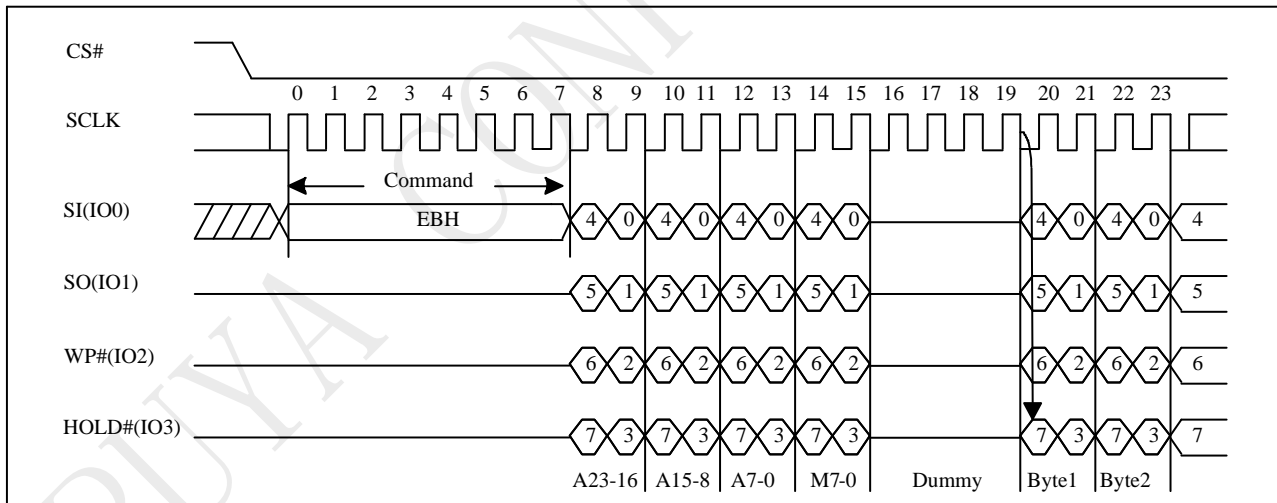 CS#
0 1 2 3 4 5 6 7 8 9 10 11 12 13 14 15 16 17 18 19 20 21 22 23
SCLK
Command
SI(IO0) EBH 4 0 4 0 4 0 4 0 4 0 4 0 4
SO(IO1) 5 1 5 1 5 1 5 1 5 1 5 1 5
WP#(IO2) 6 2 6 2 6 2 6 2 6 2 6 2 6
HOLD#(IO3) 7 3 7 3 7 3 7 3 7 3 7 3 7
A23-16 A15-8 A7-0 M7-0 Dummy Byte1 Byte2
PUYA CONF